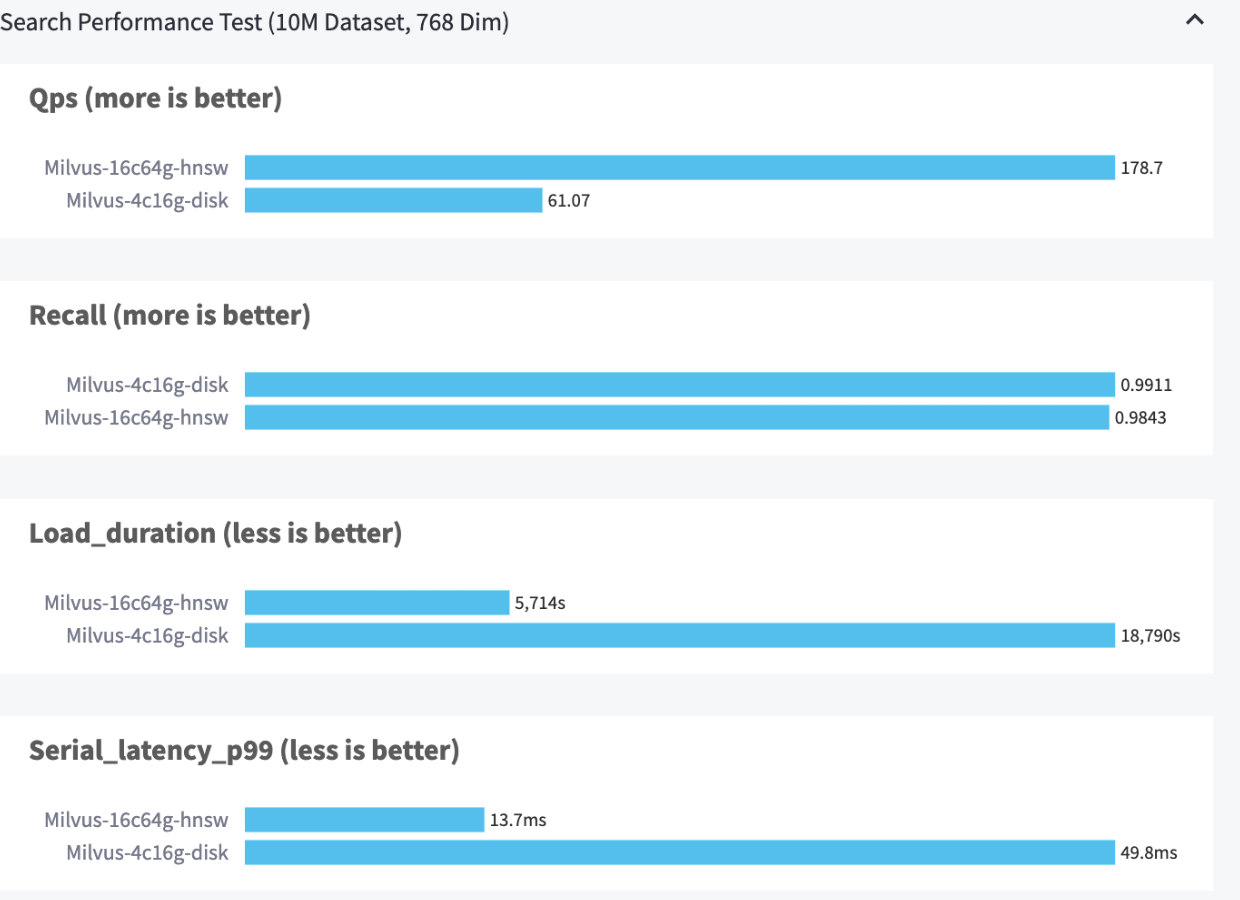 Search Performance Test (10M Dataset, 768 Dim)
Qps (more is better)
Milvus-16c64g-hnsw 178.7
Milvus-4c16g-disk 61.07
Recall (more is better)
Milvus-4c16g-disk 0.9911
Milvus-16c64g-hnsw 0.9843
Load_duration (less is better)
Milvus-16c64g-hnsw 5,714s
Milvus-4c16g-disk 18,790s
Serial_latency_p99 (less is better)
Milvus-16c64g-hnsw 13.7ms
Milvus-4c16g-disk 49.8ms